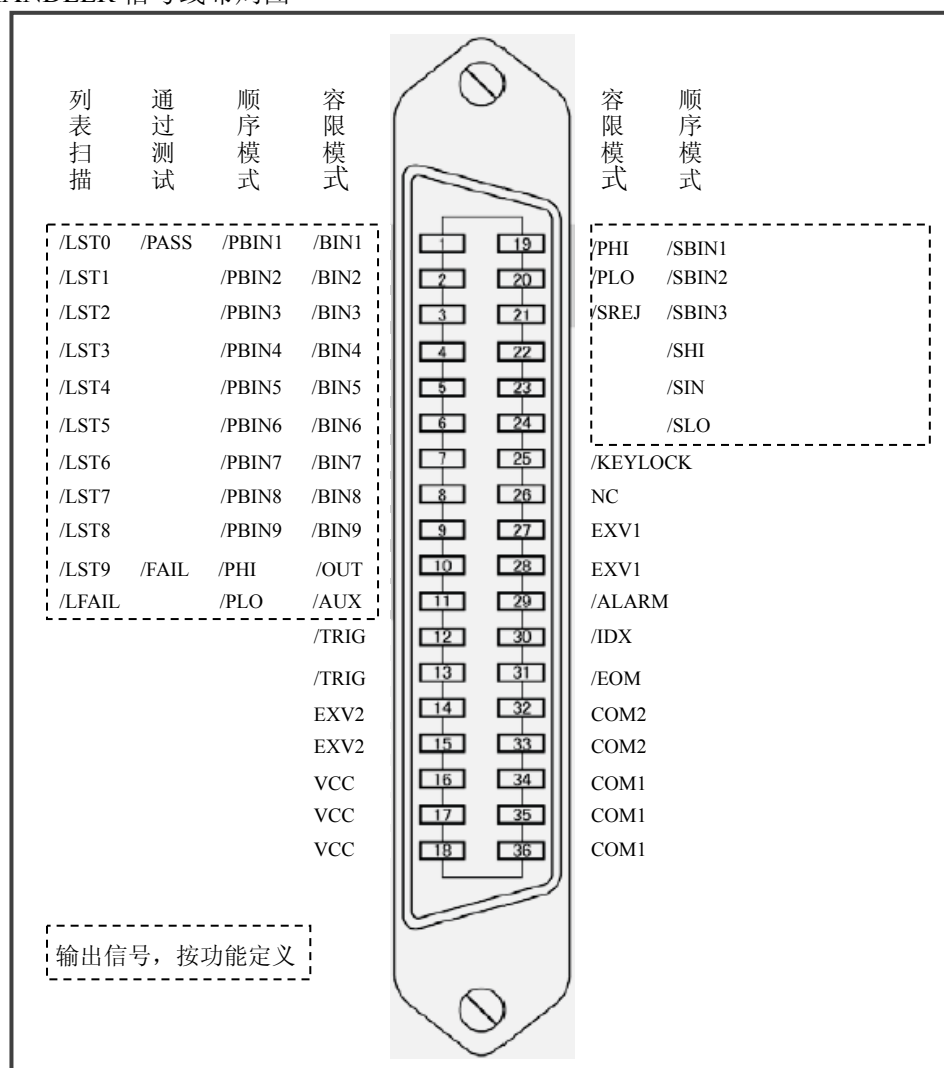 HANDLER 信号线布局图
列表扫描 通过测试 顺序模式 容限模式 容限模式 顺序模式
/LST0 /PASS /PBIN1 /BIN1 1 19 /PHI /SBIN1
/LST1 /PBIN2 /BIN2 2 20 /PLO /SBIN2
/LST2 /PBIN3 /BIN3 3 21 /SREJ /SBIN3
/LST3 /PBIN4 /BIN4 4 22 /SHI
/LST4 /PBIN5 /BIN5 5 23 /SIN
/LST5 /PBIN6 /BIN6 6 24 /SLO
/LST6 /PBIN7 /BIN7 7 25 /KEYLOCK
/LST7 /PBIN8 /BIN8 8 26 NC
/LST8 /PBIN9 /BIN9 9 27 EXV1
/LST9 /FAIL /PHI /OUT 10 28 EXV1
/LFAIL /PLO /AUX 11 29 /ALARM
/TRIG 12 30 /IDX
/TRIG 13 31 /EOM
EXV2 14 32 COM2
EXV2 15 33 COM2
VCC 16 34 COM1
VCC 17 35 COM1
VCC 18 36 COM1
输出信号，按功能定义